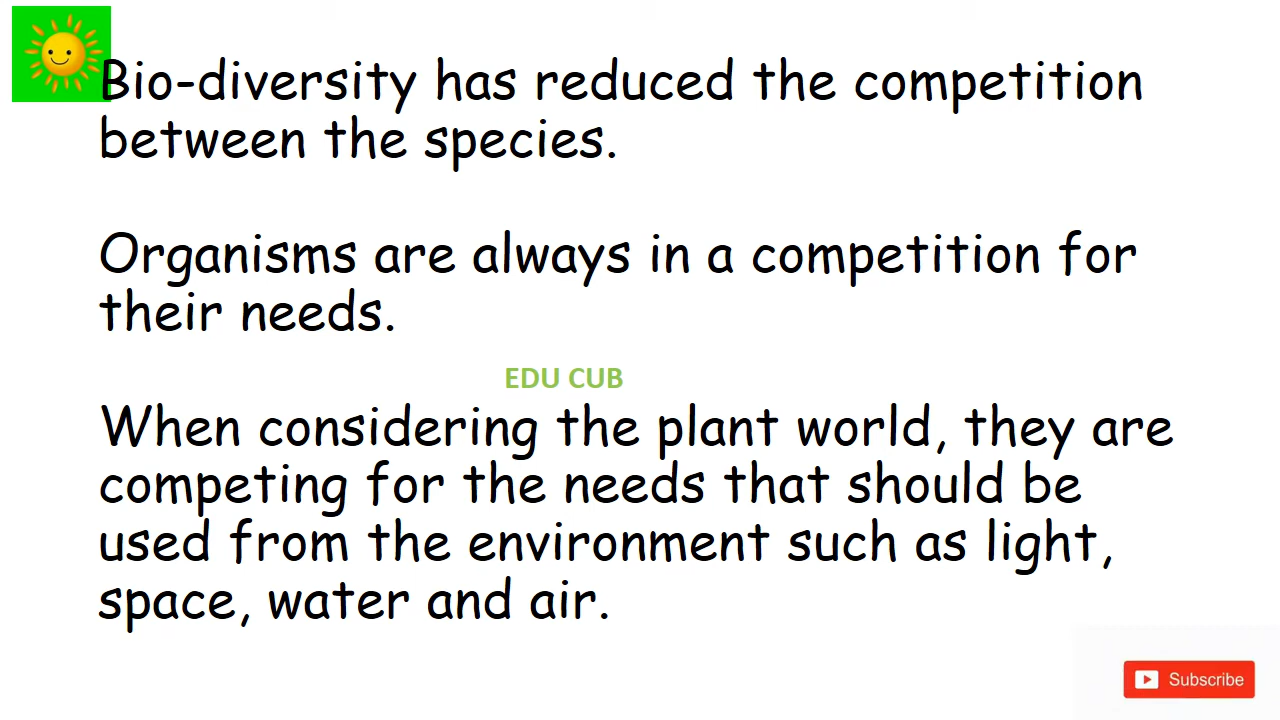 Bio-diversity has reduced the competition
between the species.
Organisms are always in a competition for
their needs.
EDU CUB
When considering the plant world, they are
competing for the needs that should be
used from the environment such as light,
space, water and air.
Subscribe